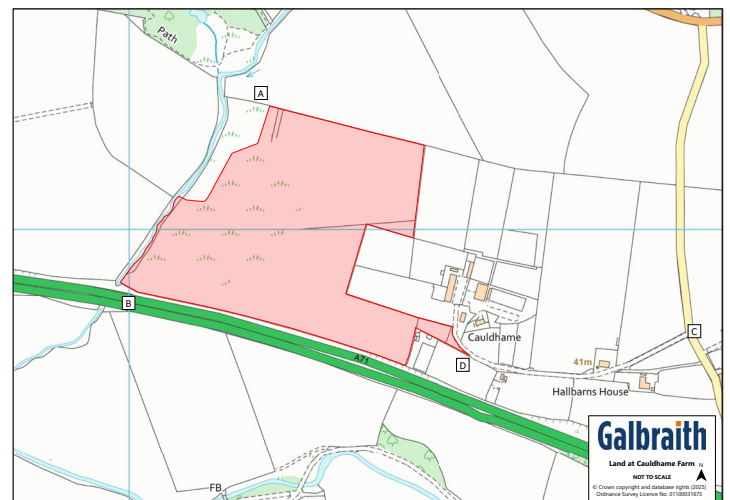 Path
A
B
A71
Cauldhame
C
D
41m
Hallbarns House
FB
Galbraith
Land at Cauldhame Farm
N
NOT TO SCALE
© Crown copyright and database rights (2025)
Ordnance Survey Licence No. 01100031673